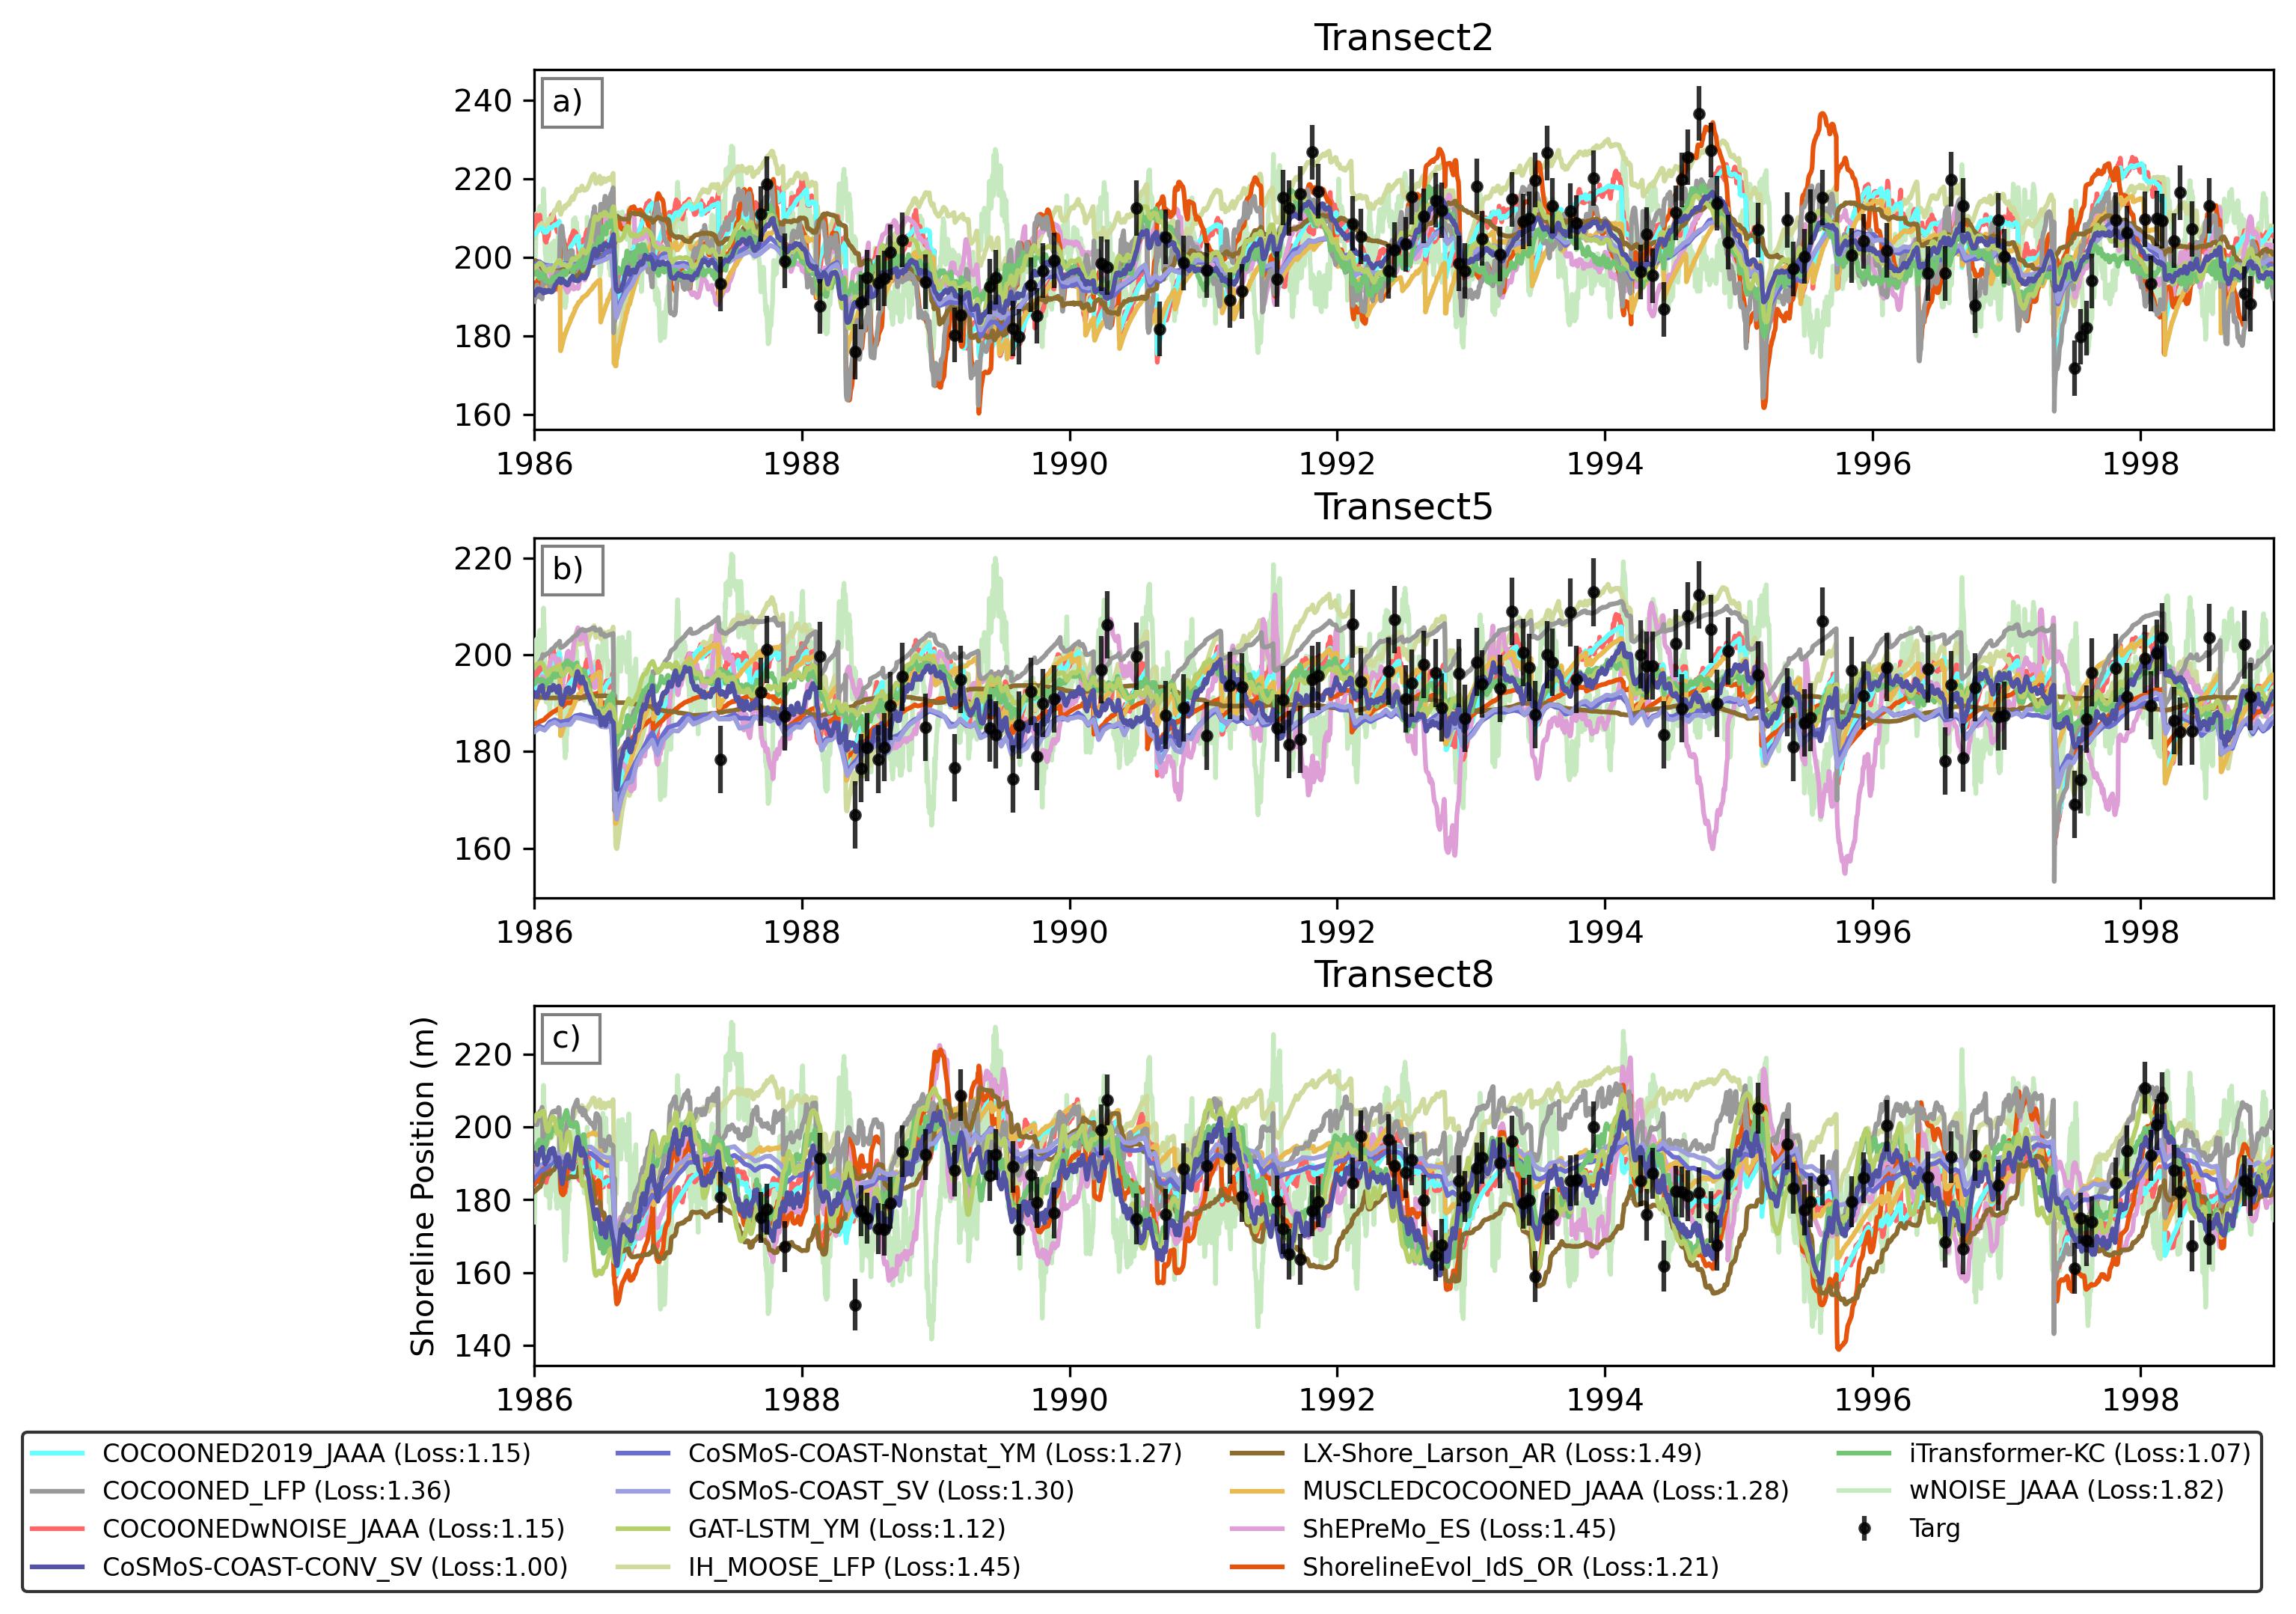 Transect2
a)
240
220
200
180
160
1986 1988 1990 1992 1994 1996 1998
Transect5
b)
220
200
180
160
1986 1988 1990 1992 1994 1996 1998
Transect8
c)
Shoreline Position (m)
220
200
180
160
140
1986 1988 1990 1992 1994 1996 1998
COCOONED2019_JAAA (Loss:1.15)
COCOONED_LFP (Loss:1.36)
COCOONEDwNOISE_JAAA (Loss:1.15)
CoSMoS-COAST-CONV_SV (Loss:1.00)
CoSMoS-COAST-Nonstat_YM (Loss:1.27)
CoSMoS-COAST_SV (Loss:1.30)
GAT-LSTM_YM (Loss:1.12)
IH_MOOSE_LFP (Loss:1.45)
LX-Shore_Larson_AR (Loss:1.49)
MUSCLEDCOCOONED_JAAA (Loss:1.28)
ShEPreMo_ES (Loss:1.45)
ShorelineEvol_IdS_OR (Loss:1.21)
iTransformer-KC (Loss:1.07)
wNOISE_JAAA (Loss:1.82)
Targ